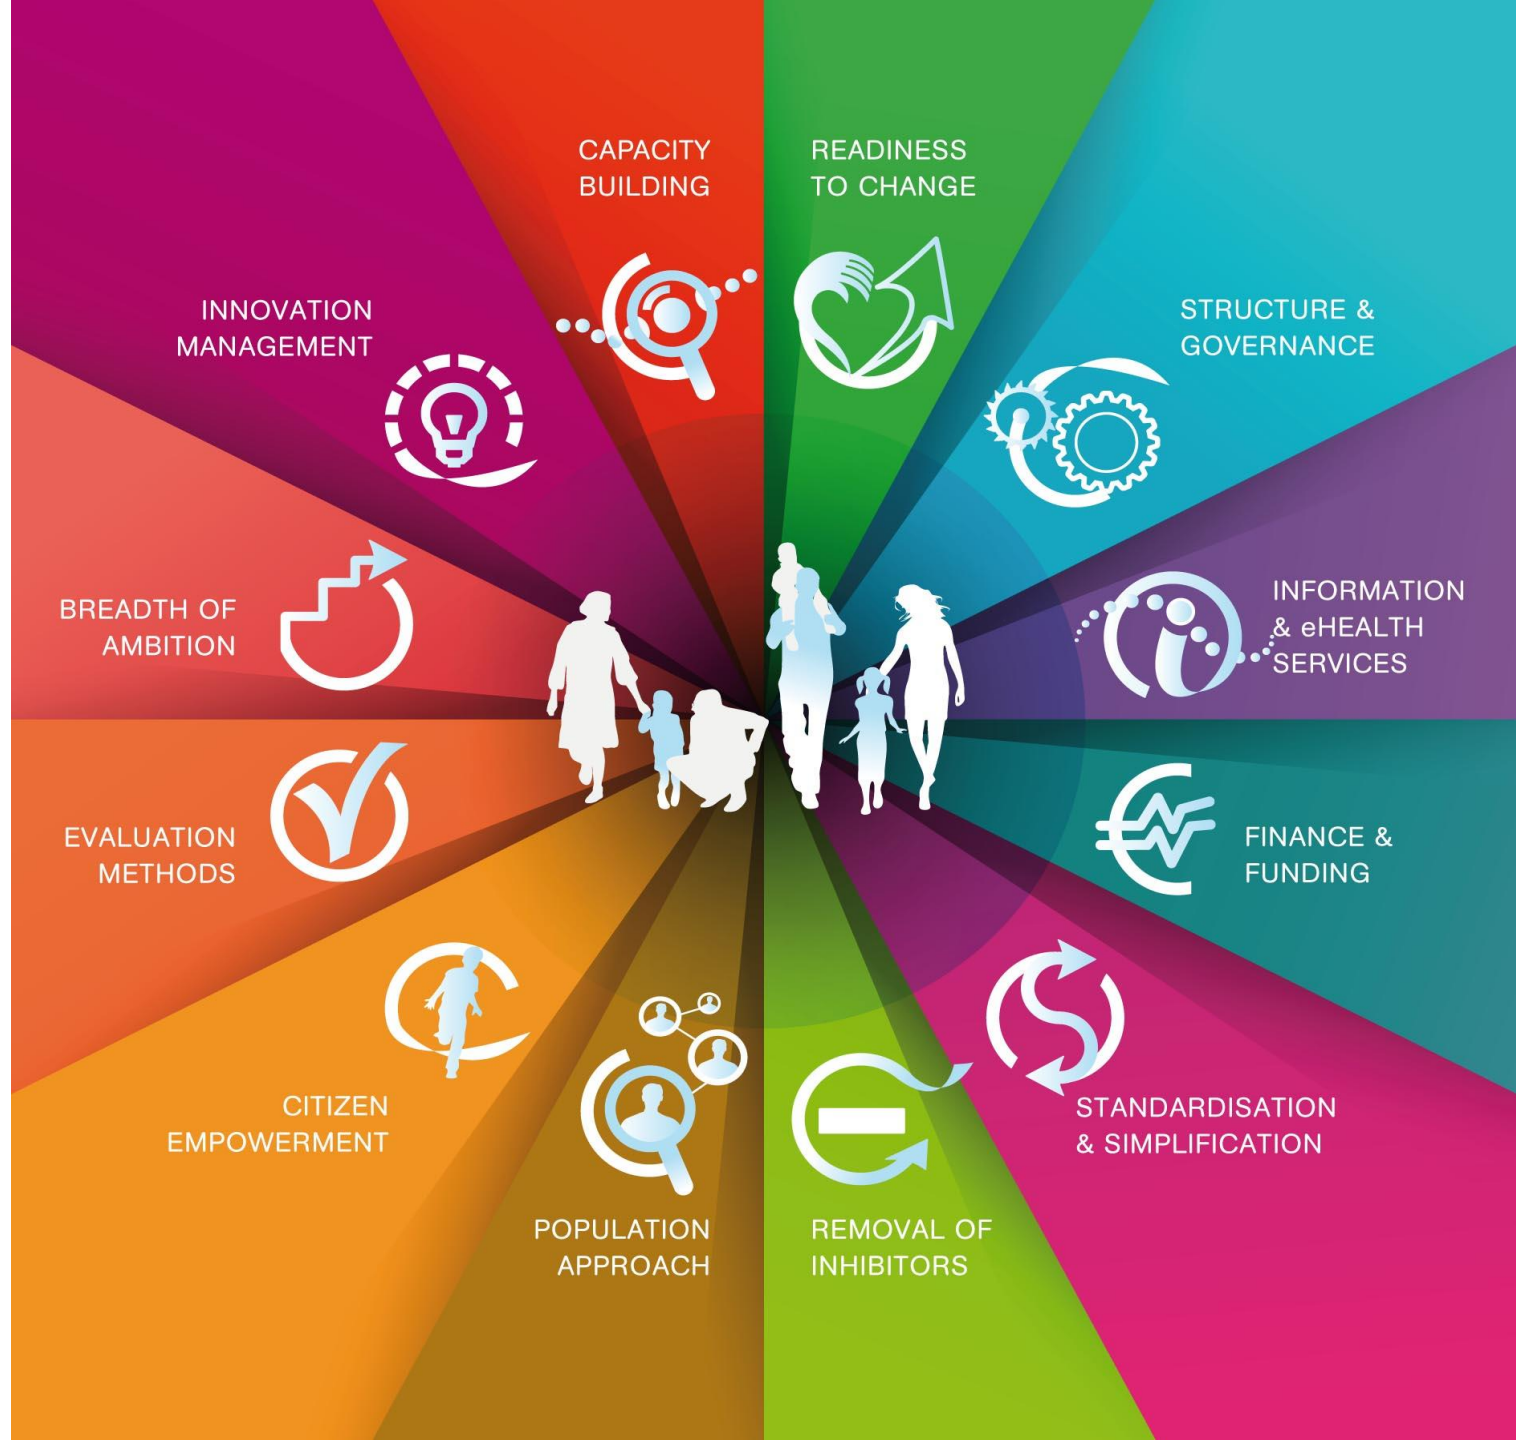 CAPACITY
BUILDING
READINESS
TO CHANGE
STRUCTURE &
GOVERNANCE
INFORMATION
& eHEALTH
SERVICES
FINANCE &
FUNDING
STANDARDISATION
& SIMPLIFICATION
REMOVAL OF
INHIBITORS
POPULATION
APPROACH
CITIZEN
EMPOWERMENT
EVALUATION
METHODS
BREADTH OF
AMBITION
INNOVATION
MANAGEMENT